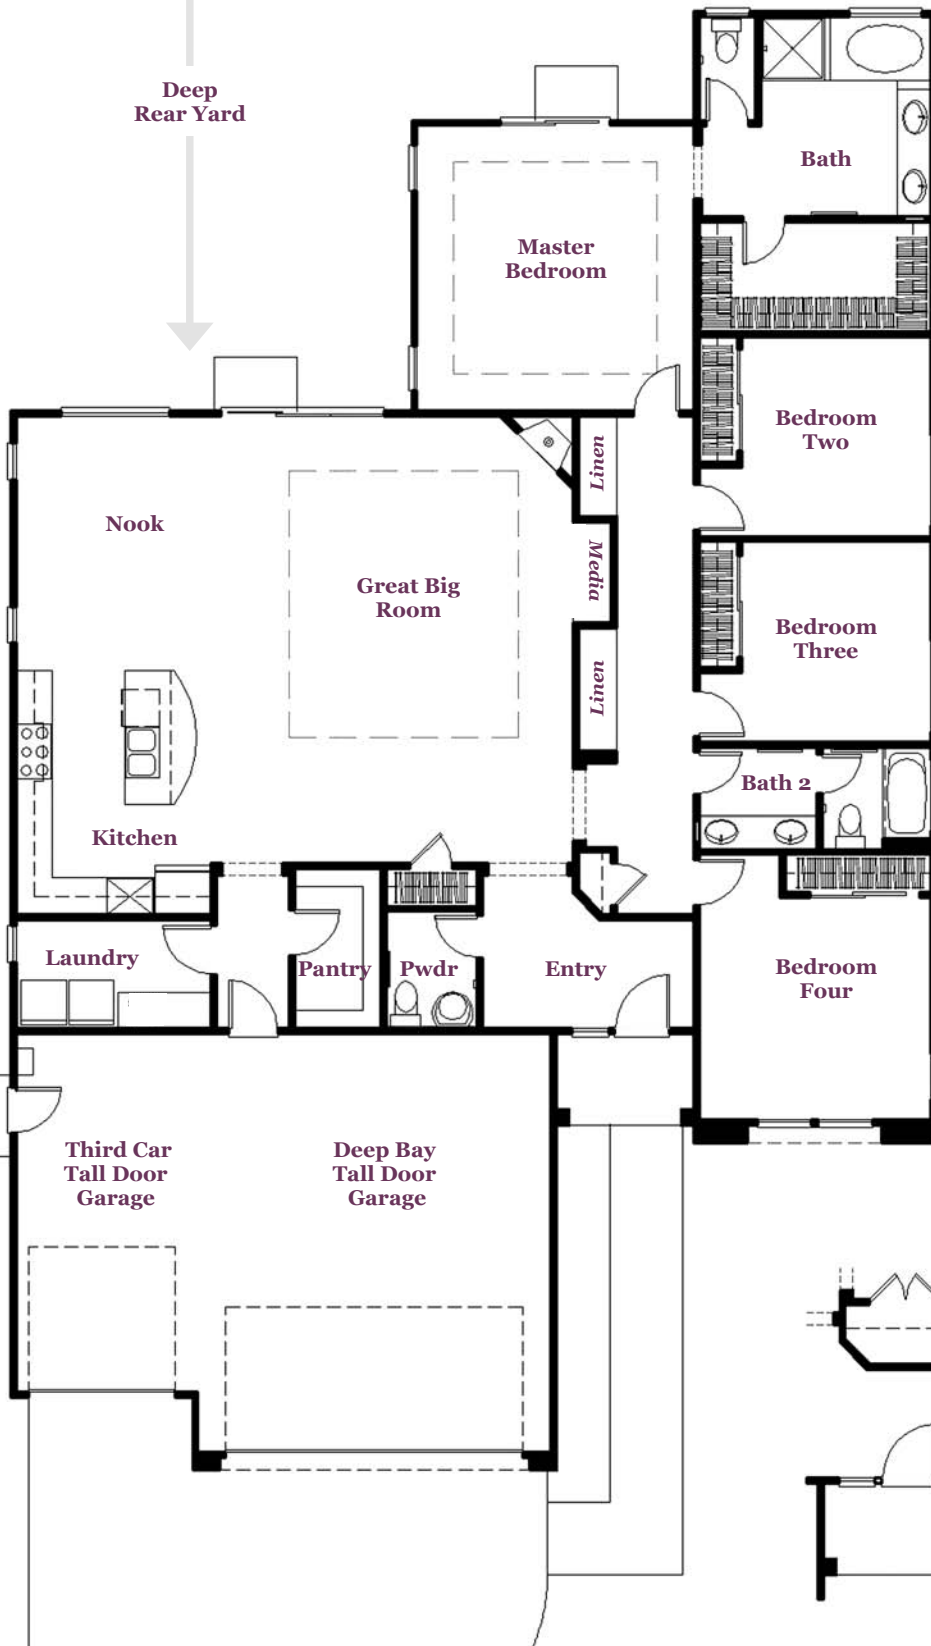 Deep
Rear Yard
Bath
Master
Bedroom
Bedroom
Two
Linen
Nook
Media
Great Big
Room
Bedroom
Three
Linen
Bath 2
Kitchen
Laundry
Pantry
Pwdr
Entry
Bedroom
Four
Third Car
Tall Door
Garage
Deep Bay
Tall Door
Garage